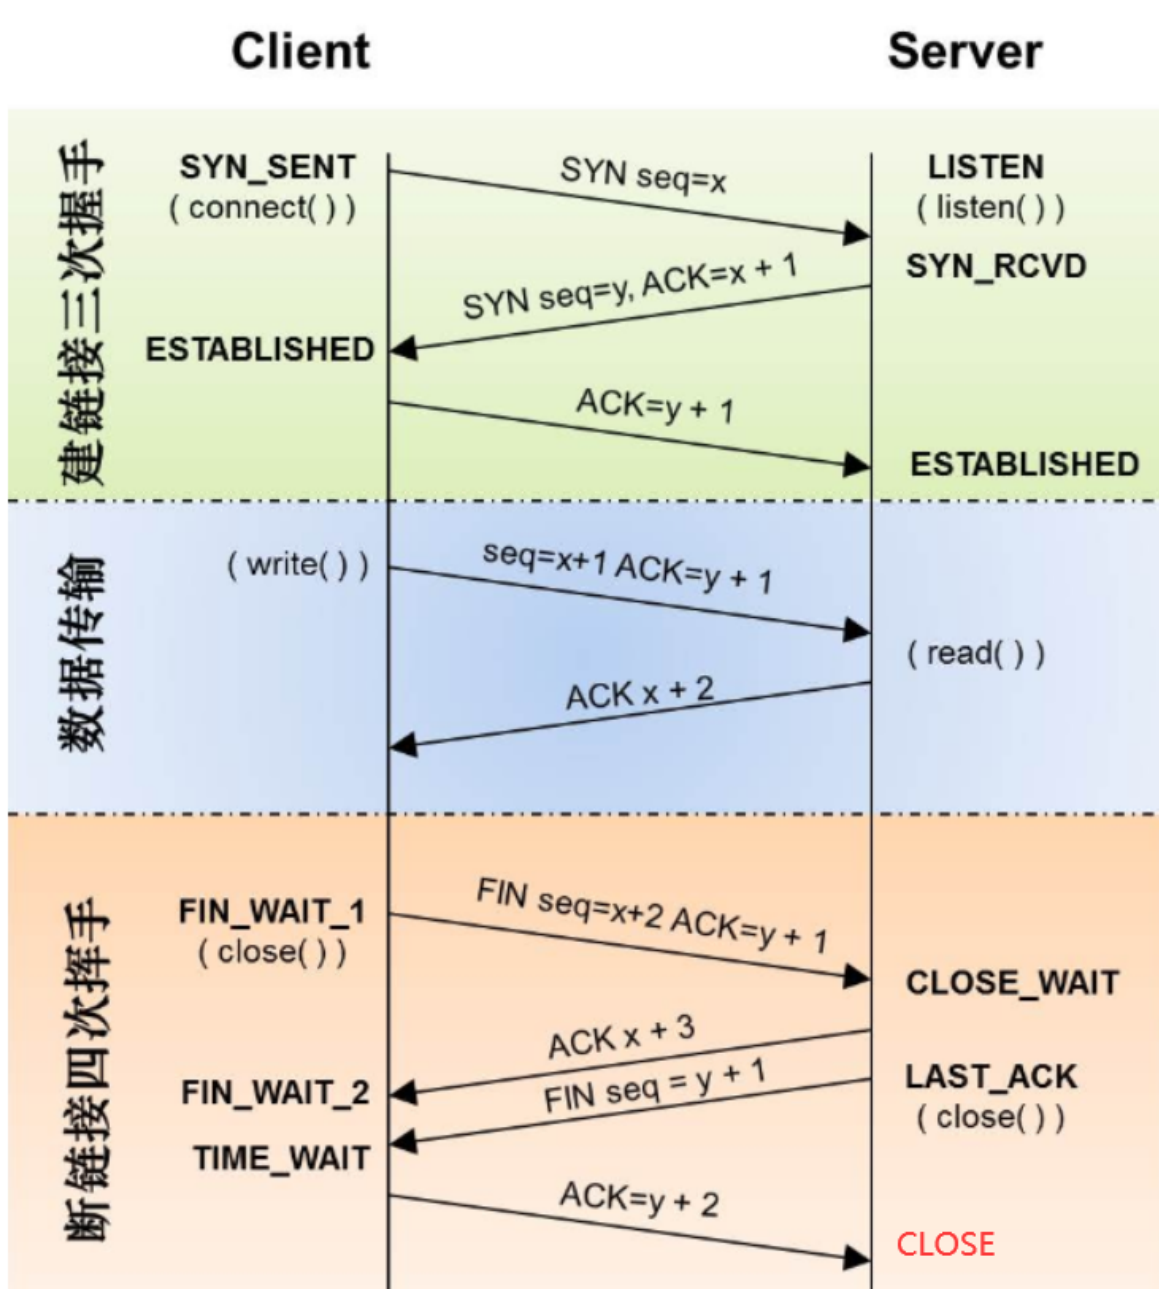 Client
Server
建链接三次握手
SYN_SENT
( connect( ) )
SYN seq=x
LISTEN
( listen( ) )
SYN_RCVD
SYN seq=y, ACK=x + 1
ESTABLISHED
ACK=y + 1
ESTABLISHED
数据传输
( write( ) )
seq=x+1 ACK=y + 1
( read( ) )
ACK x + 2
断链接四次挥手
FIN_WAIT_1
( close( ) )
FIN seq=x+2 ACK=y + 1
CLOSE_WAIT
ACK x + 3
FIN_WAIT_2
FIN seq = y + 1
LAST_ACK
( close( ) )
TIME_WAIT
ACK=y + 2
CLOSE